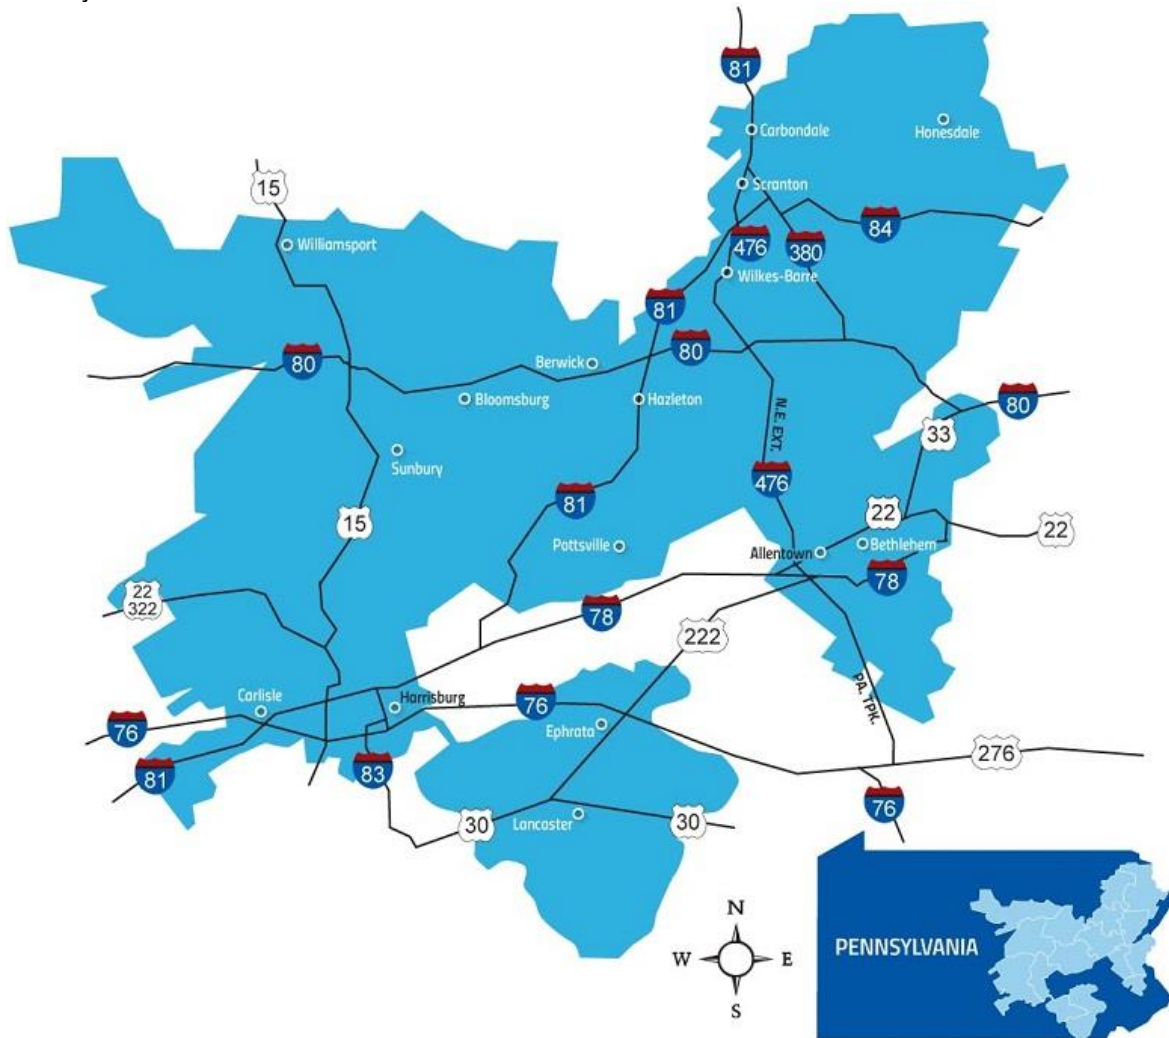 81
Carbondale
Honesdale
15
Scranton
84
476
380
Williamsport
Wilkes-Barre
81
80
80
Berwick
Bloomsburg
Hazleton
80
N.E. EXT.
33
Sunbury
476
81
22
15
22
Pottsville
Allentown
Bethlehem
78
22
322
78
222
Carlisle
Harrisburg
76
PA. TPK.
76
Ephrata
276
81
83
76
30
Lancaster
30
N
W
E
S
PENNSYLVANIA